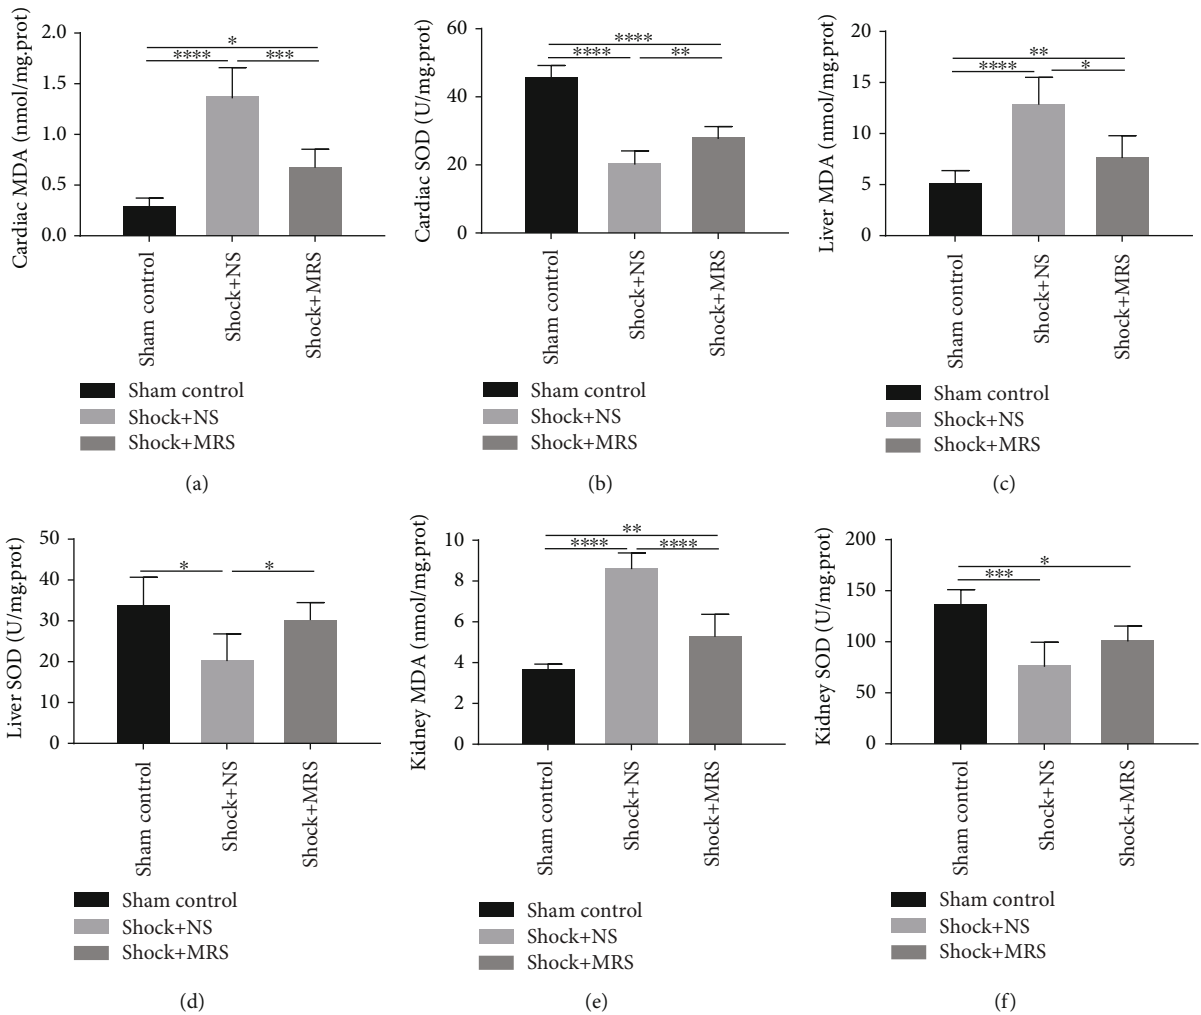 Cardiac MDA (nmol/mg.prot)
2.0
1.5
1.0
0.5
0.0
*
**** ***
Sham control
Shock+NS
Shock+MRS
Sham control
Shock+NS
Shock+MRS
(a)
Cardiac SOD (U/mg.prot)
60
40
20
0
****
**** **
Sham control
Shock+NS
Shock+MRS
Sham control
Shock+NS
Shock+MRS
(b)
Liver MDA (nmol/mg.prot)
20
15
10
5
0
**
**** *
Sham control
Shock+NS
Shock+MRS
Sham control
Shock+NS
Shock+MRS
(c)
Liver SOD (U/mg.prot)
50
40
30
20
10
0
* *
Sham control
Shock+NS
Shock+MRS
Sham control
Shock+NS
Shock+MRS
(d)
Kidney MDA (nmol/mg.prot)
10
8
6
4
2
0
**
**** ****
Sham control
Shock+NS
Shock+MRS
Sham control
Shock+NS
Shock+MRS
(e)
Kidney SOD (U/mg.prot)
200
150
100
50
0
*
***
Sham control
Shock+NS
Shock+MRS
Sham control
Shock+NS
Shock+MRS
(f)